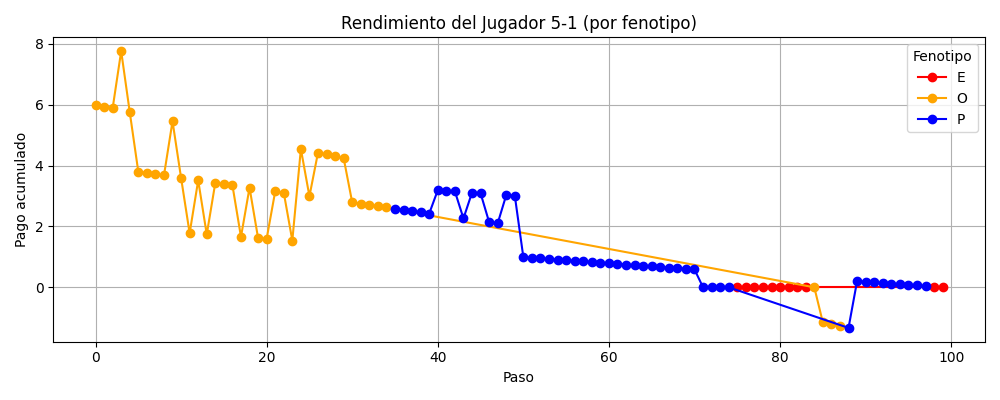 Rendimiento del Jugador 5-1 (por fenotipo)
Pago acumulado
8
6
4
2
0
0
20
40
60
80
100
Paso
Fenotipo
E
O
P